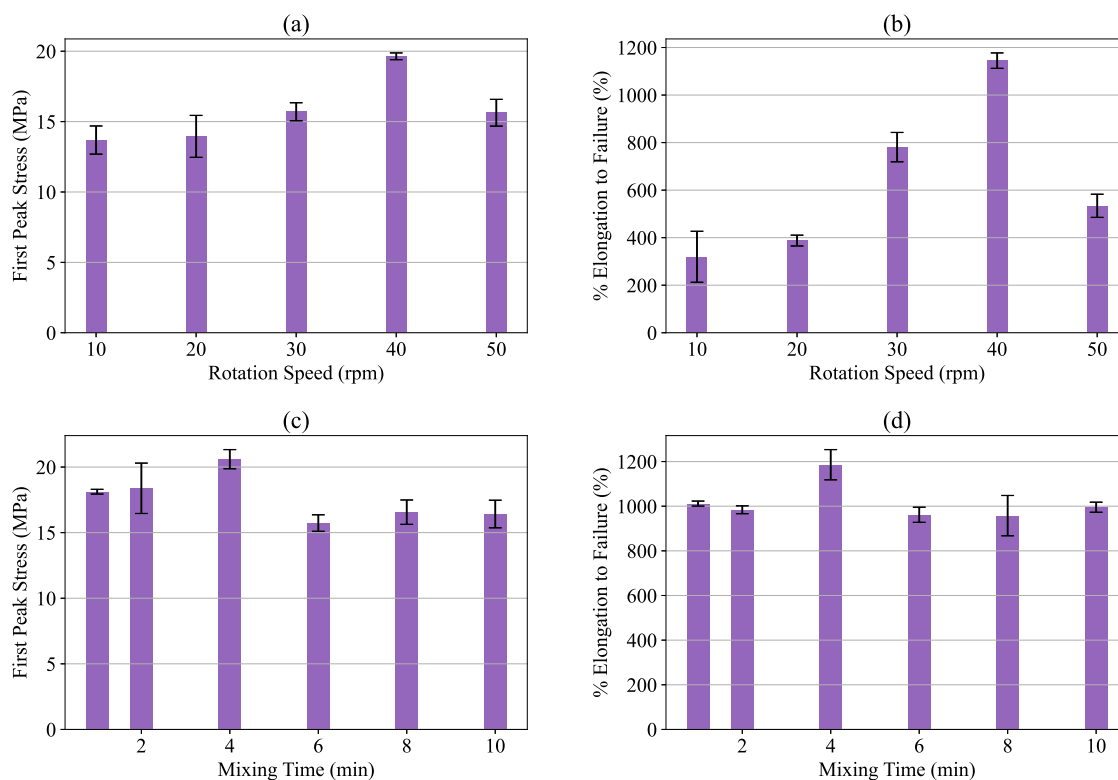 (a)
First Peak Stress (MPa)
20
15
10
5
0
10 20 30 40 50
Rotation Speed (rpm)
(b)
% Elongation to Failure (%)
1200
1000
800
600
400
200
0
10 20 30 40 50
Rotation Speed (rpm)
(c)
First Peak Stress (MPa)
20
15
10
5
0
2 4 6 8 10
Mixing Time (min)
(d)
% Elongation to Failure (%)
1200
1000
800
600
400
200
0
2 4 6 8 10
Mixing Time (min)